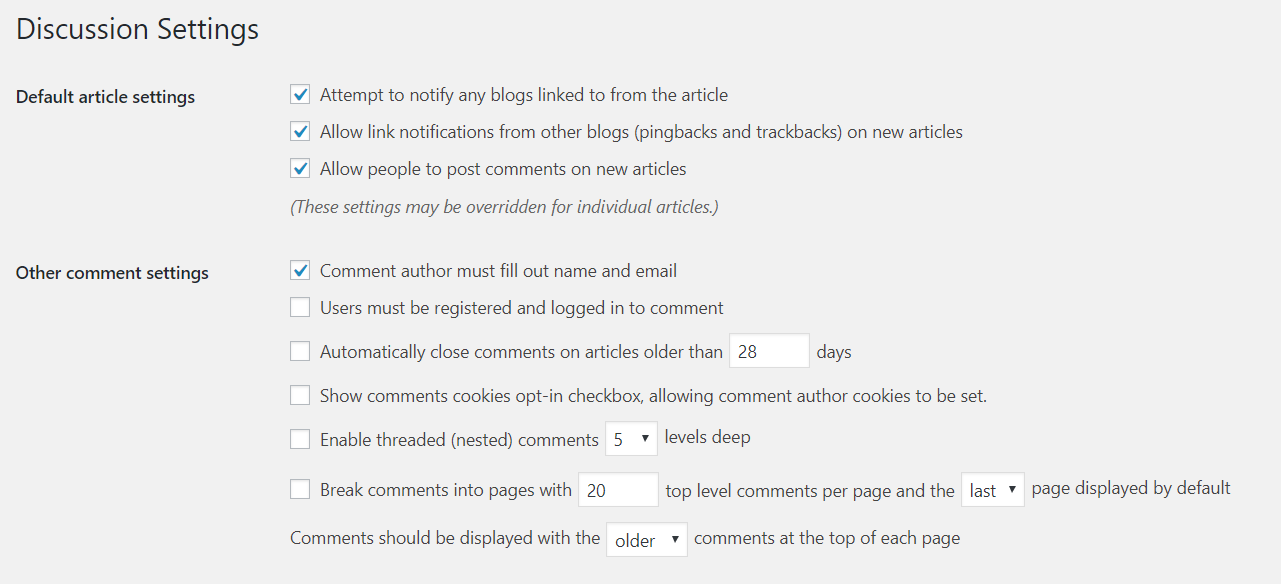 Discussion Settings
Default article settings
Attempt to notify any blogs linked to from the article
Allow link notifications from other blogs (pingbacks and trackbacks) on new articles
Allow people to post comments on new articles
(These settings may be overridden for individual articles.)
Other comment settings
Comment author must fill out name and email
Users must be registered and logged in to comment
Automatically close comments on articles older than 28 days
Show comments cookies opt-in checkbox, allowing comment author cookies to be set.
Enable threaded (nested) comments 5 levels deep
Break comments into pages with 20 top level comments per page and the last page displayed by default
Comments should be displayed with the older comments at the top of each page